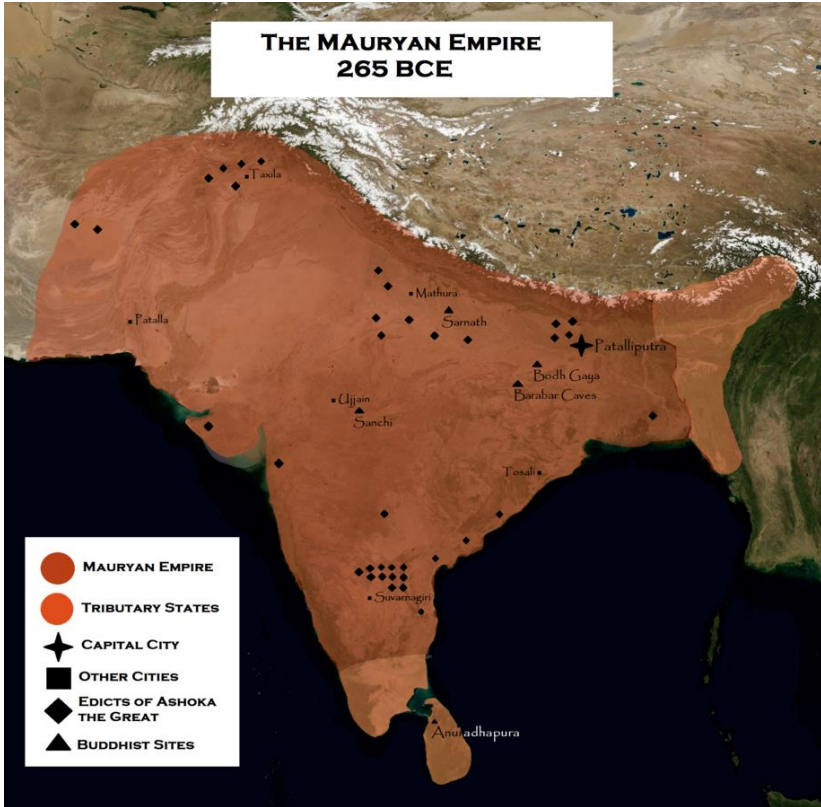 THE MAURYAN EMPIRE
265 BCE
Taxila
Mathura
Sarnath
Patalla
Patalliputra
Bodh Gaya
Barabar Caves
Ujjain
Sanchi
Tosali
Suvarnagiri
Anuradhapura
MAURYAN EMPIRE
TRIBUTARY STATES
CAPITAL CITY
OTHER CITIES
EDICTS OF ASHOKA
THE GREAT
BUDDHIST SITES